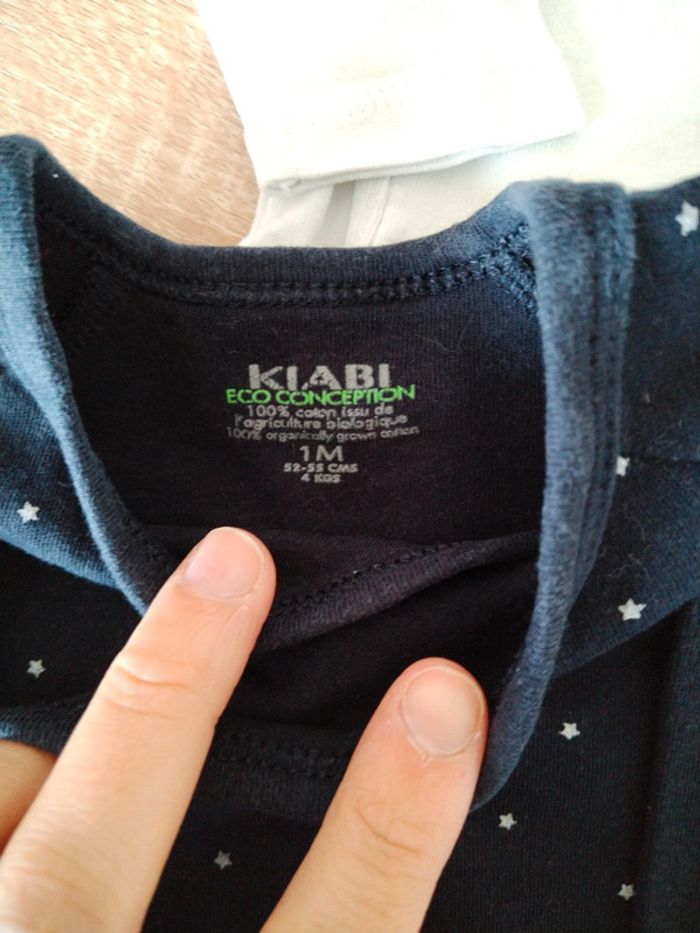 KIABI
ECO CONCEPTION
100% coton issu de
l'agriculture biologique
100% organically grown cotton
1M
52-55 CMS
4 KGS